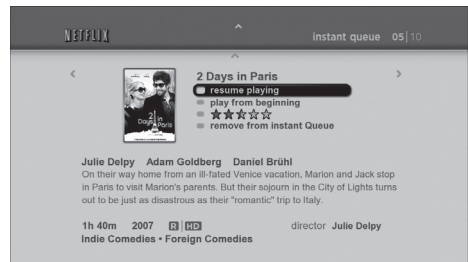 NETFLIX
instant queue 05|10
2 Days in Paris
resume playing
play from beginning
remove from instant Queue
2 Days in Paris
Julie Delpy Adam Goldberg Daniel Brühl
On their way home from an ill-fated Venice vacation, Marion and Jack stop
in Paris to visit Marion's parents. But their sojourn in the City of Lights turns
out to be just as disastrous as their "romantic" trip to Italy.
1h 40m 2007 R HD director Julie Delpy
Indie Comedies • Foreign Comedies